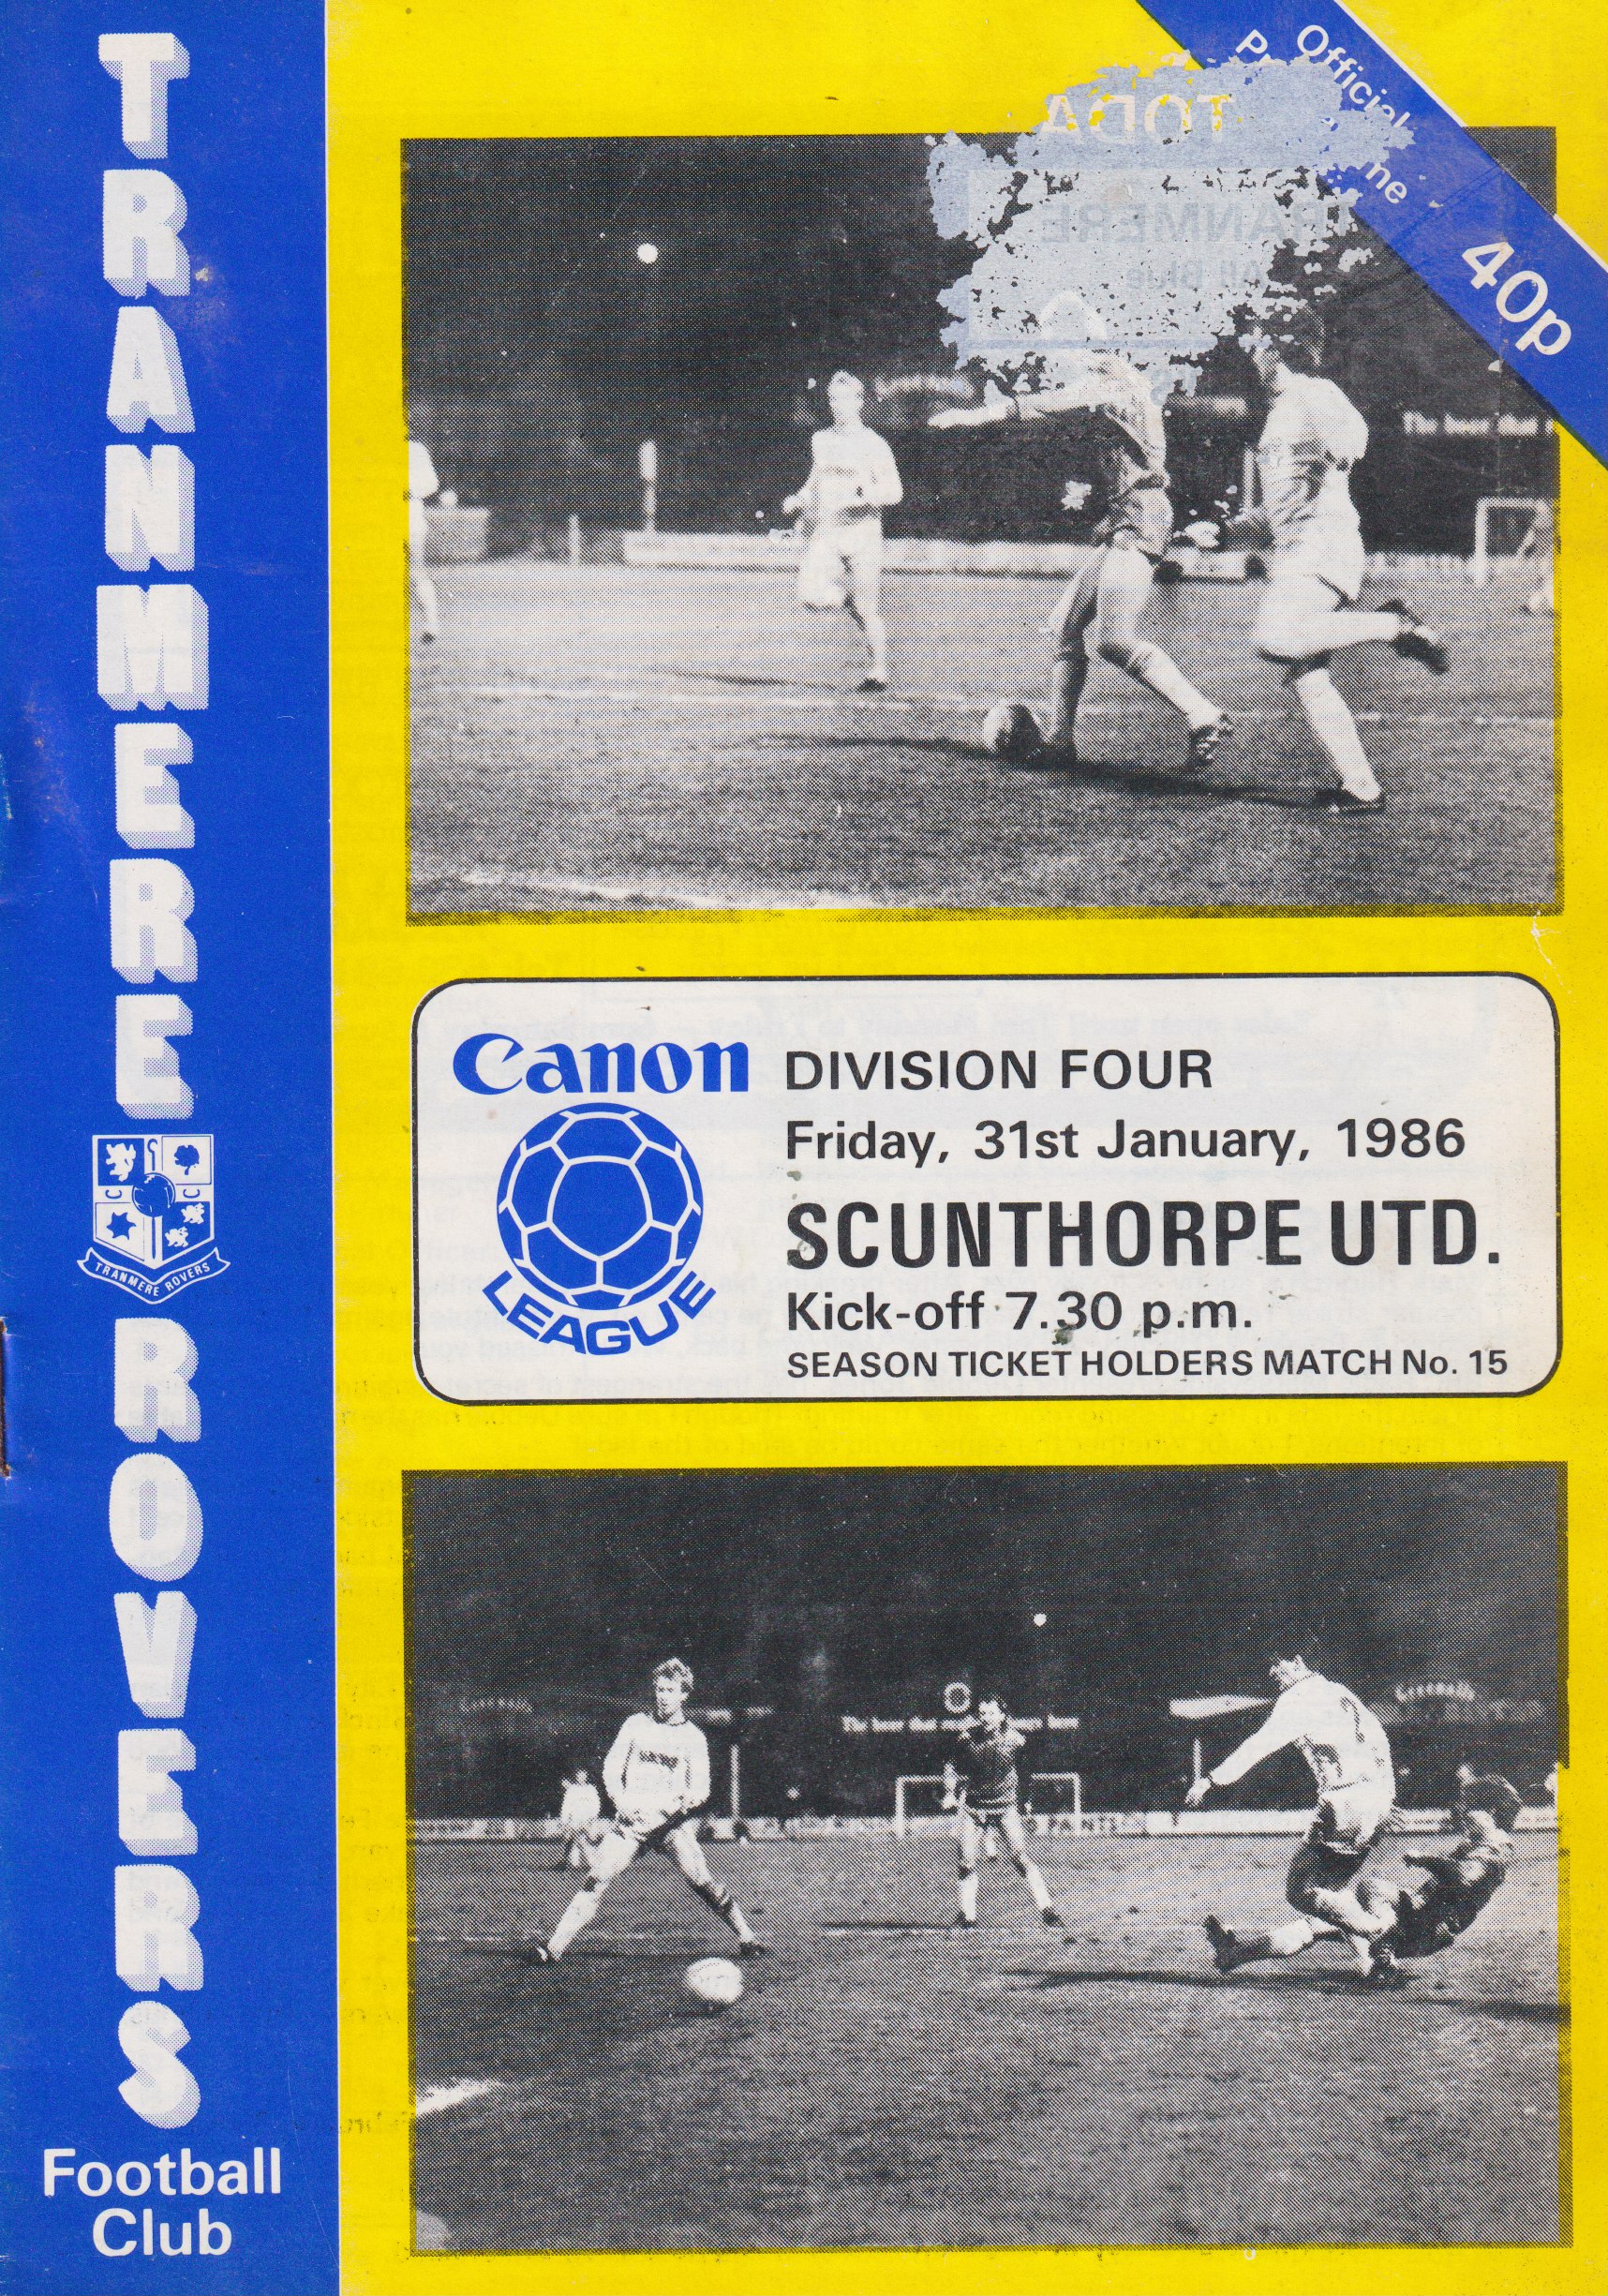 TRANMERE
TRANMERE ROVERS
ROVERS
Football
Club
Official
40p
Canon
LEAGUE
DIVISION FOUR
Friday, 31st January, 1986
SCUNTHORPE UTD.
Kick-off 7.30 p.m.
SEASON TICKET HOLDERS MATCH No. 15
PAINTS